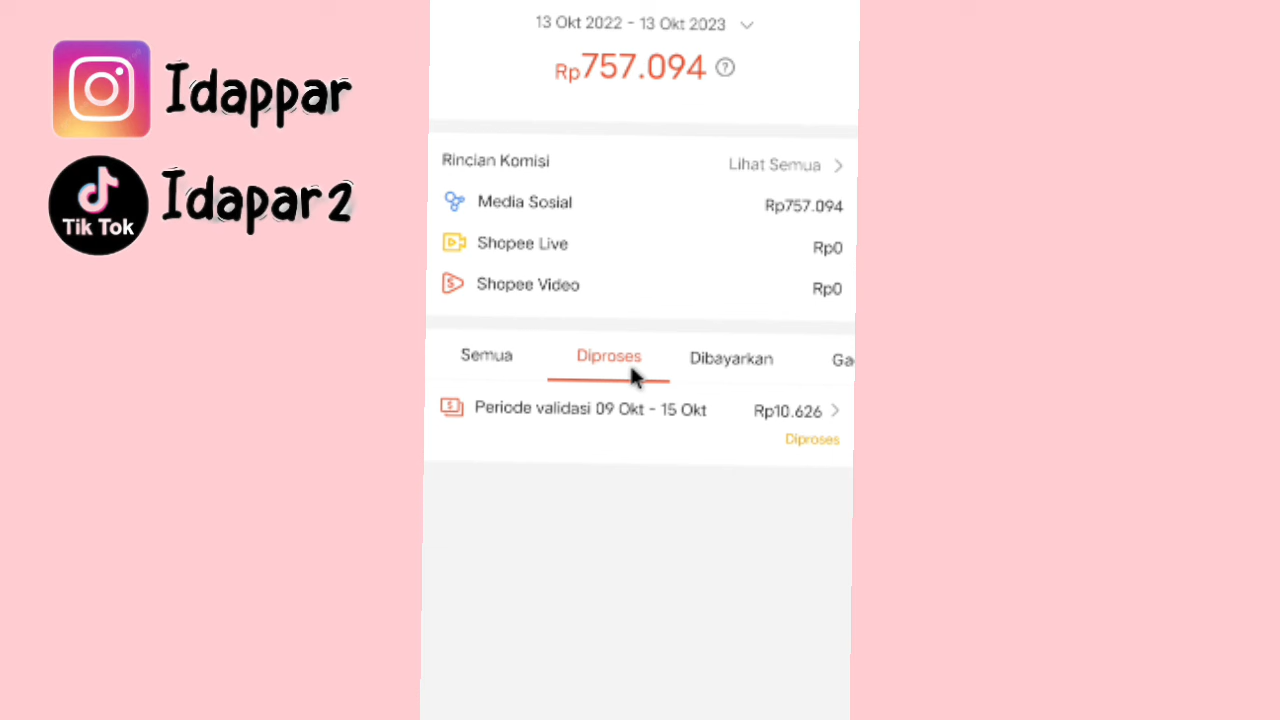 Idappar
Tik Tok
Idapar2
13 Okt 2022 - 13 Okt 2023
Rp757.094 ?
Rincian Komisi Lihat Semua
Media Sosial Rp757.094
Shopee Live Rp0
Shopee Video Rp0
Semua Diproses Dibayarkan Ga
Periode validasi 09 Okt - 15 Okt Rp10.626
Diproses